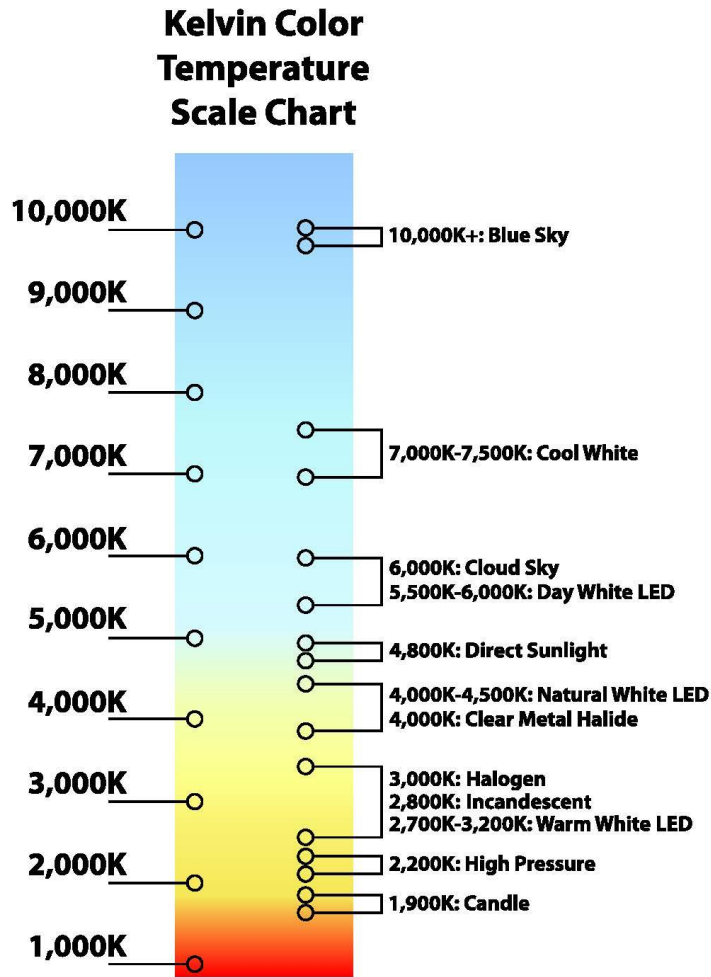 Kelvin Color
Temperature
Scale Chart
10,000K
9,000K
8,000K
7,000K
6,000K
5,000K
4,000K
3,000K
2,000K
1,000K
10,000K+: Blue Sky
7,000K-7,500K: Cool White
6,000K: Cloud Sky
5,500K-6,000K: Day White LED
4,800K: Direct Sunlight
4,000K-4,500K: Natural White LED
4,000K: Clear Metal Halide
3,000K: Halogen
2,800K: Incandescent
2,700K-3,200K: Warm White LED
2,200K: High Pressure
1,900K: Candle